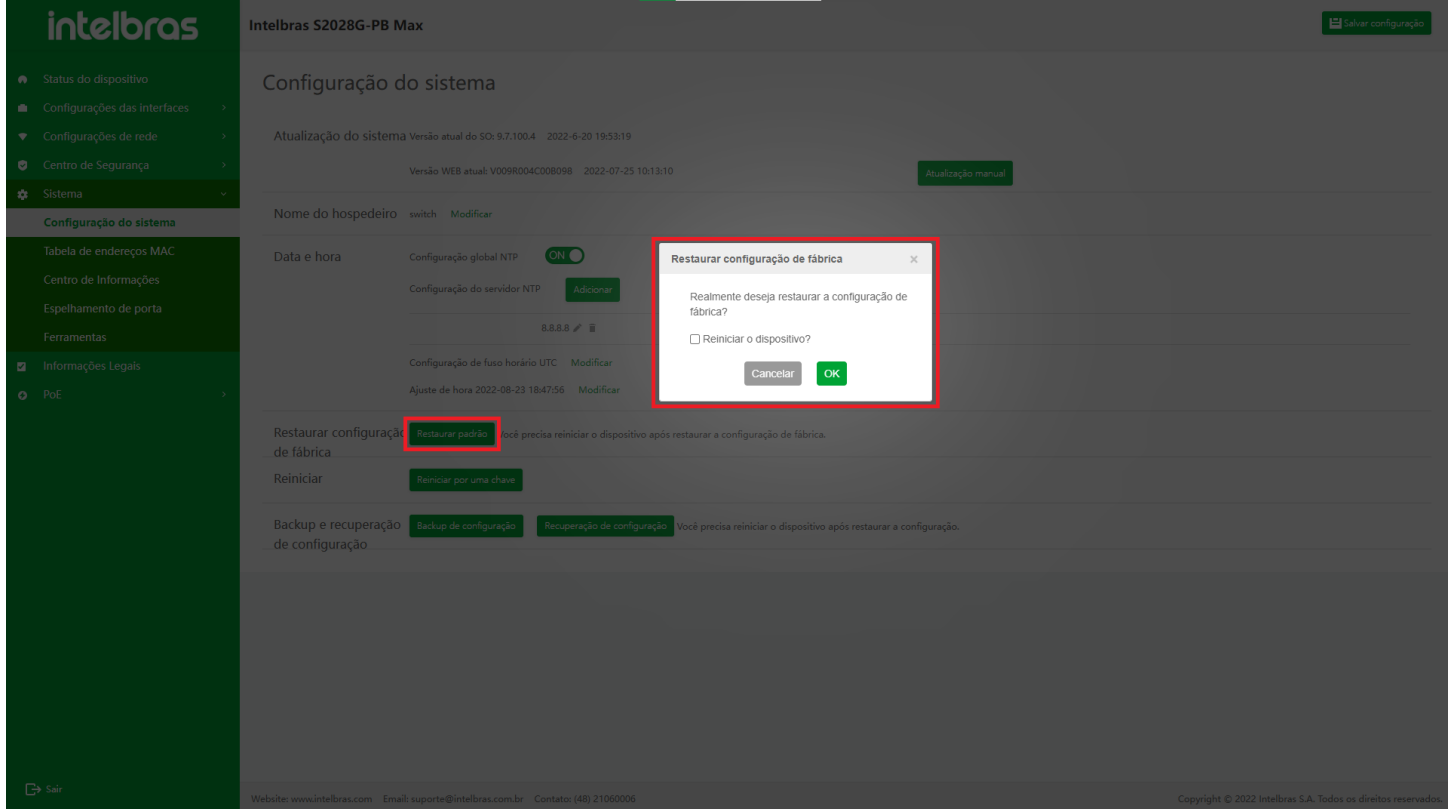 intelbras
Intelbras S2028G-PB Max
Salvar configuração
Status do dispositivo
Configurações das interfaces
Configurações de rede
Centro de Segurança
Sistema
Configuração do sistema
Tabela de endereços MAC
Centro de Informações
Espelhamento de porta
Ferramentas
Informações Legais
PoE
Sair
Configuração do sistema
Atualização do sistema Versão atual do SO: 9.7.100.4 2022-6-20 19:53:19
Versão WEB atual: V009R004C008098 2022-07-25 10:13:10 Atualização manual
Nome do hospedeiro switch Modificar
Data e hora Configuração global NTP ON
Configuração do servidor NTP Adicionar
8.8.8.8
Configuração de fuso horário UTC Modificar
Ajuste de hora 2022-08-23 18:47:56 Modificar
Restaurar configuração de fábrica
Realmente deseja restaurar a configuração de
fábrica?
Reiniciar o dispositivo?
Cancelar OK
Restaurar configuração Restaurar padrão Você precisa reiniciar o dispositivo após restaurar a configuração de fábrica.
de fábrica
Reiniciar Reiniciar por uma chave
Backup e recuperação Backup de configuração Recuperação de configuração Você precisa reiniciar o dispositivo após restaurar a configuração.
de configuração
Website: www.intelbras.com Email: suporte@intelbras.com.br Contato: (48) 21060006 Copyright © 2022 Intelbras S.A. Todos os direitos reservados.